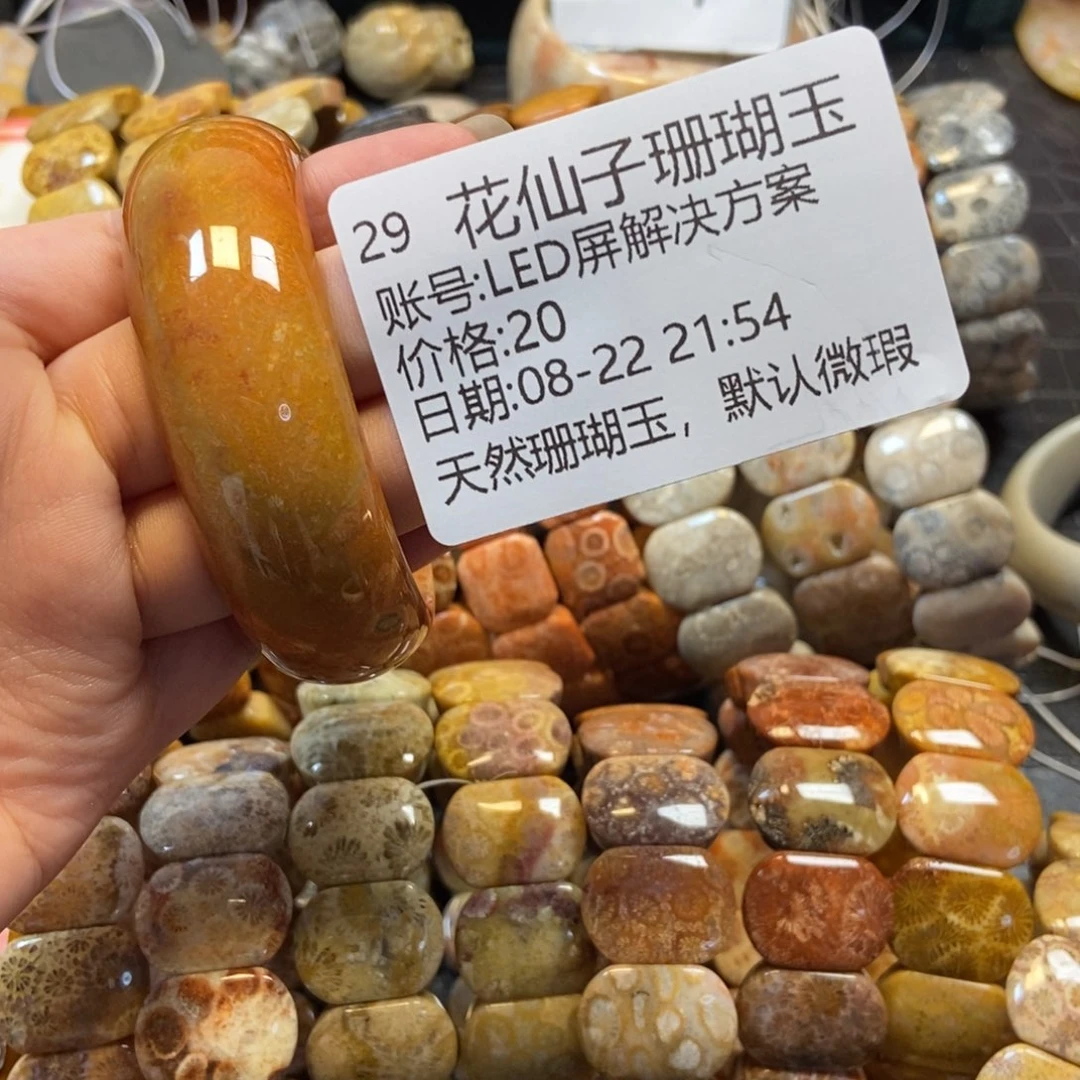 29 花仙子珊瑚玉
账号:LED屏解决方案
价格:20
日期:08-22 21:54
天然珊瑚玉，默认微瑕